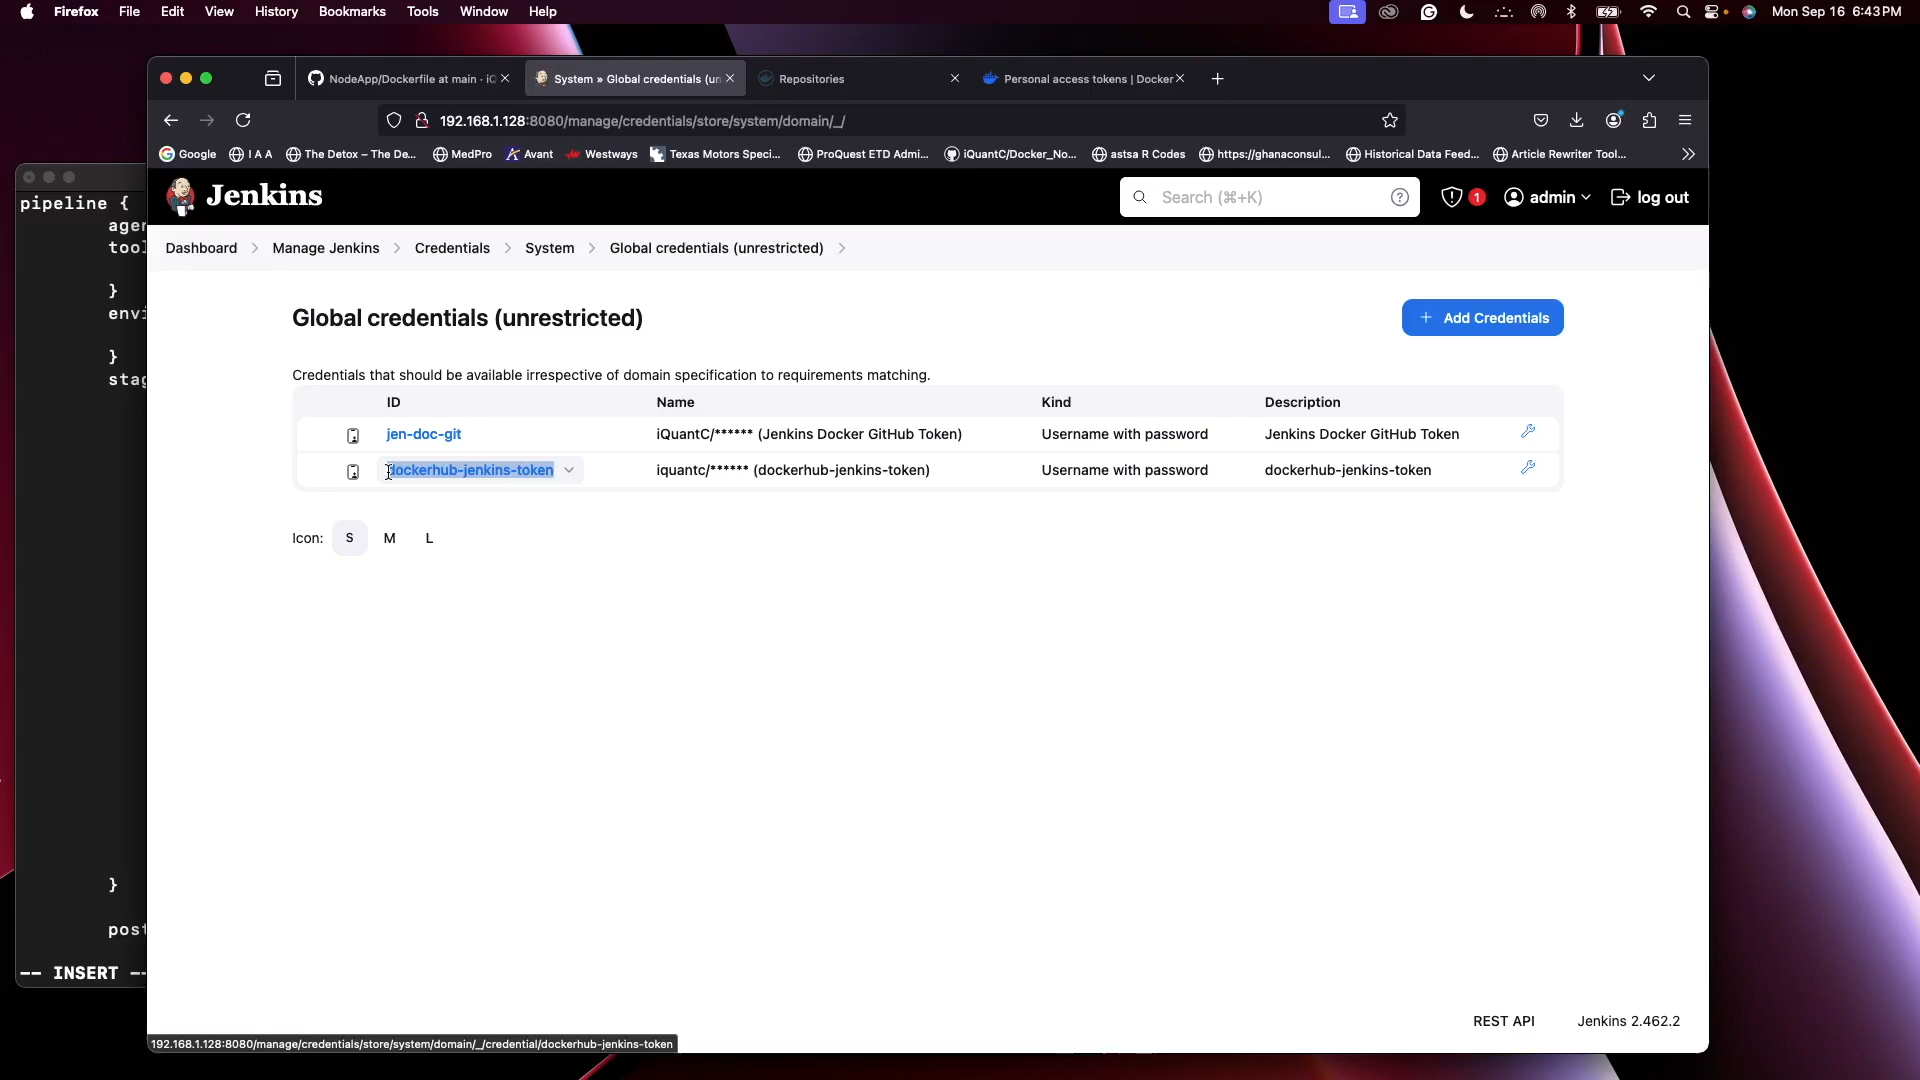 Firefox File Edit View History Bookmarks Tools Window Help Mon Sep 16 6:43 PM
NodeApp/Dockerfile at main · iQ System » Global credentials (un Repositories Personal access tokens | Docker
192.168.1.128:8080/manage/credentials/store/system/domain/_/
Google I A A The Detox – The De... MedPro Avant Westways Texas Motors Speci... ProQuest ETD Admi... iQuantC/Docker_No... astsa R Codes https://ghanaconsul... Historical Data Feed... Article Rewriter Tool...
Jenkins Search (⌘+K) 1 admin log out
Dashboard Manage Jenkins Credentials System Global credentials (unrestricted)
Global credentials (unrestricted)
+ Add Credentials
Credentials that should be available irrespective of domain specification to requirements matching.
ID Name Kind Description
jen-doc-git iQuantC/****** (Jenkins Docker GitHub Token) Username with password Jenkins Docker GitHub Token
dockerhub-jenkins-token iquantc/****** (dockerhub-jenkins-token) Username with password dockerhub-jenkins-token
Icon: S M L
REST API Jenkins 2.462.2
192.168.1.128:8080/manage/credentials/store/system/domain/_/credential/dockerhub-jenkins-token
pipeline {
agen
tool
}
envi
}
stag
}
post
-- INSERT --